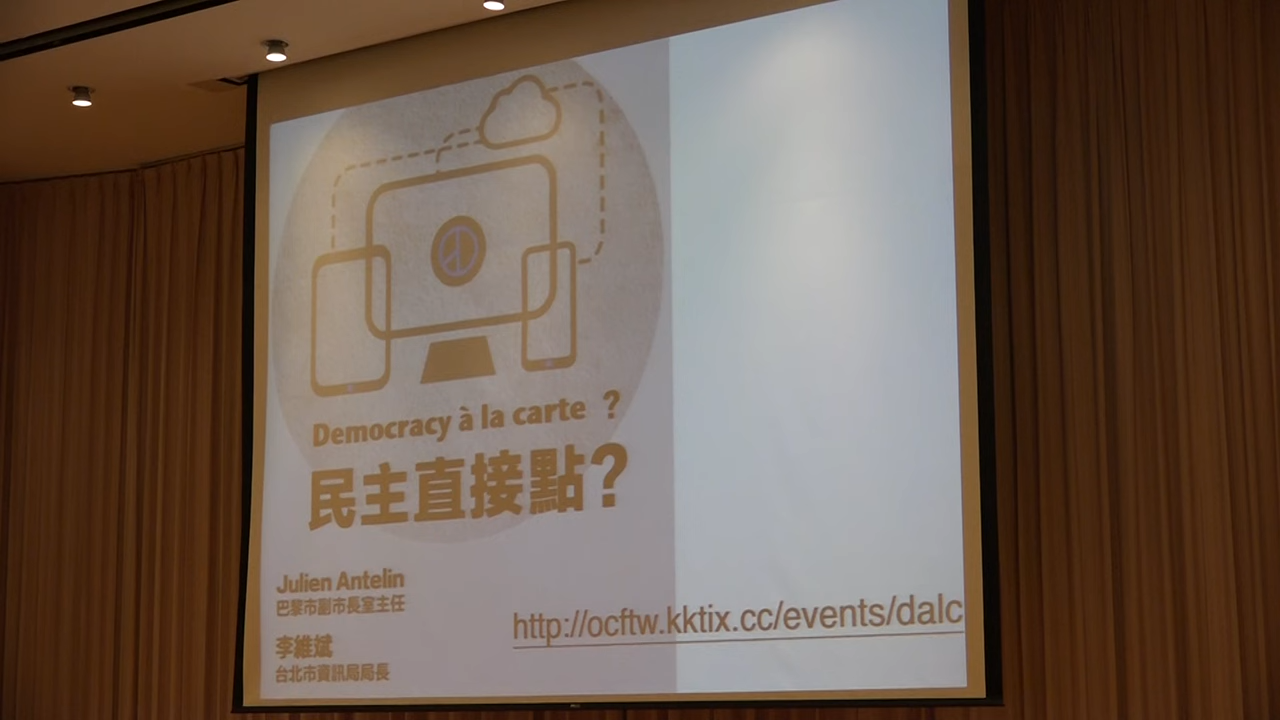 Democracy à la carte ?
民主直接點?
Julien Antelin
巴黎市副市長室主任
李維斌
台北市資訊局局長
http://ocftw.kktix.cc/events/dalc